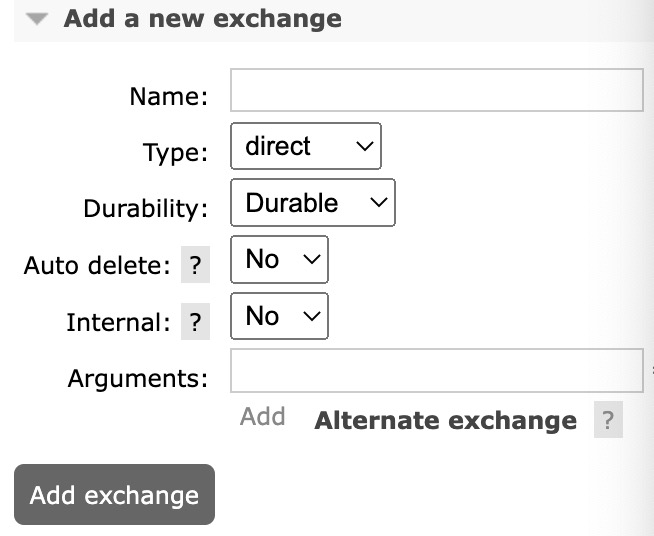 Add a new exchange
Name:
Type: direct
Durability: Durable
Auto delete: ? No
Internal: ? No
Arguments:
Add Alternate exchange ?
Add exchange